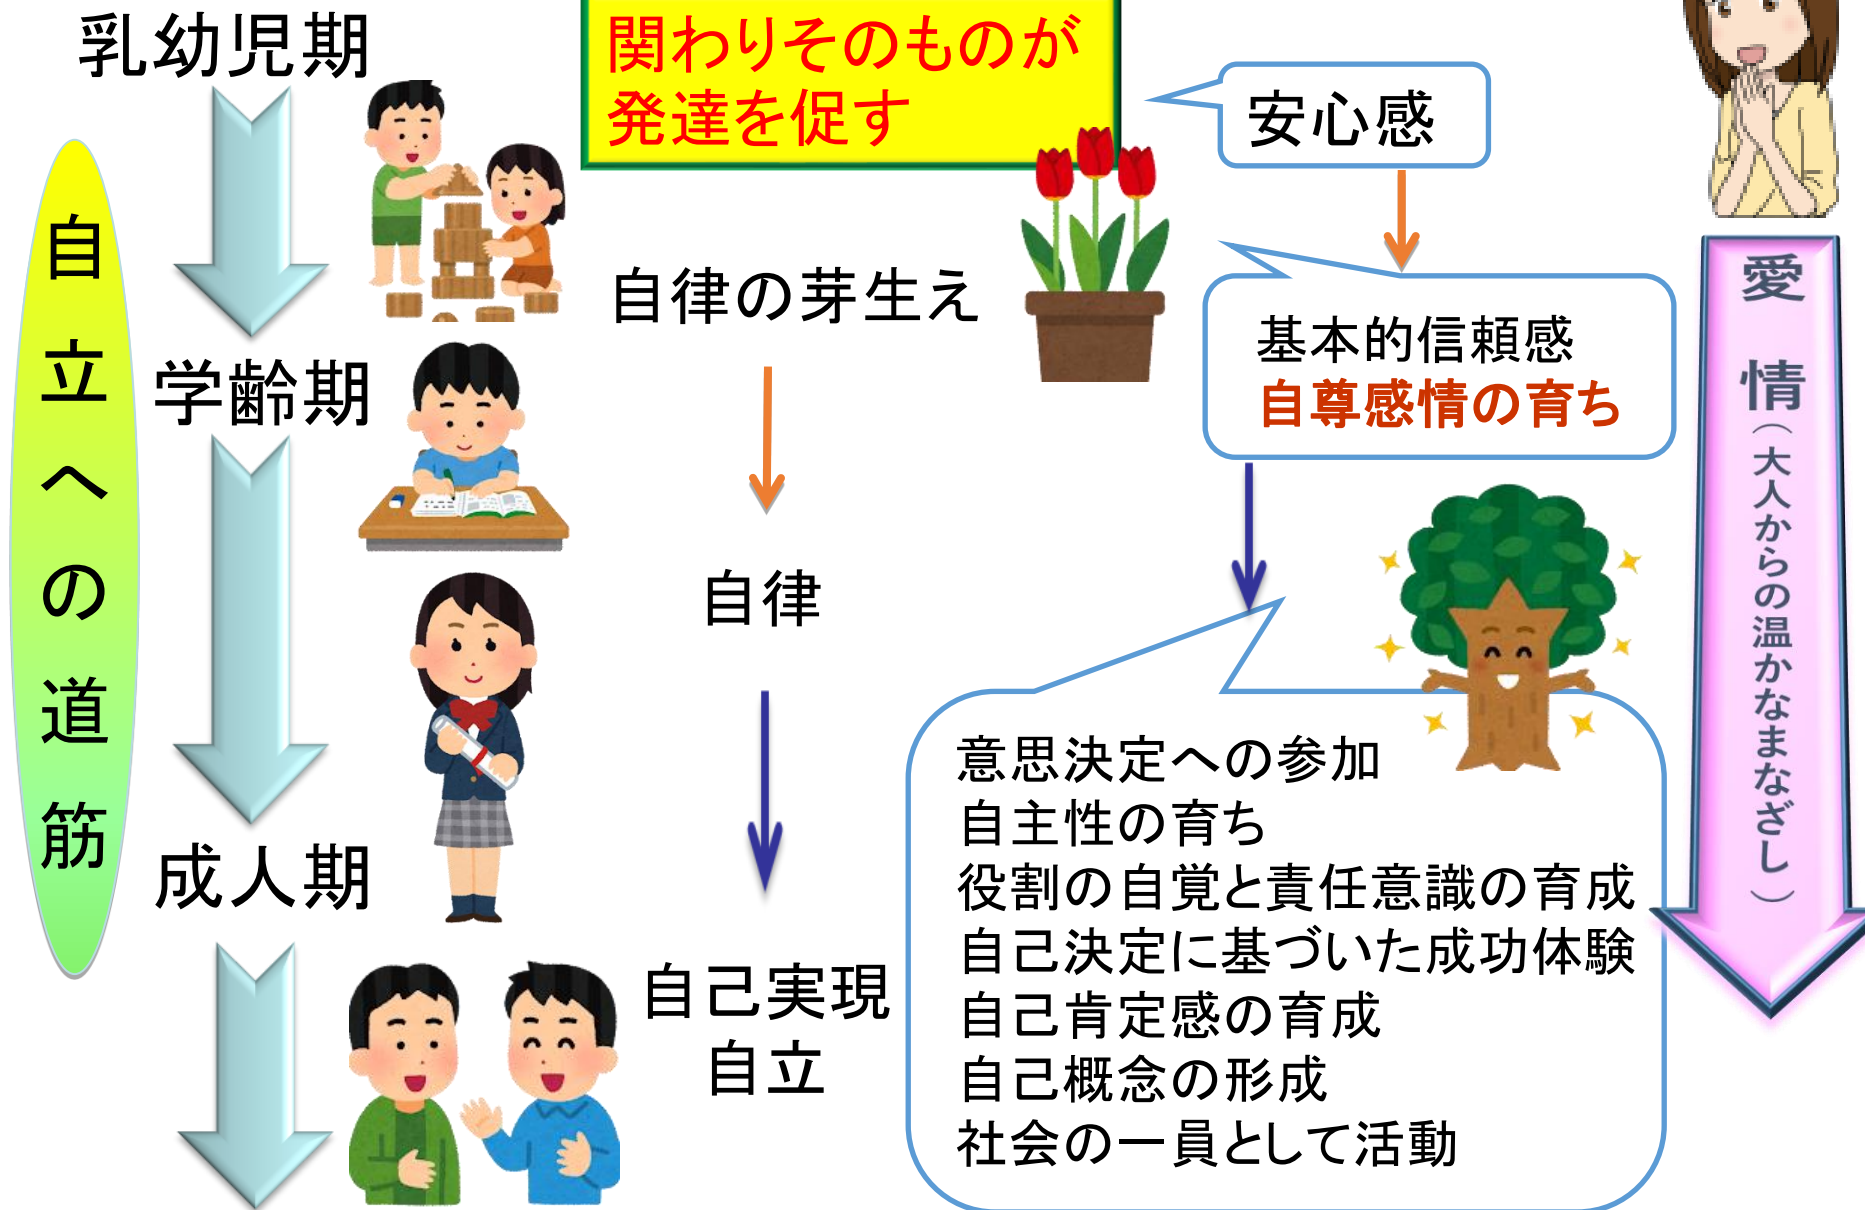 自立への道筋
乳幼児期
学齢期
成人期
関わりそのものが
発達を促す
自律の芽生え
自律
自己実現
自立
安心感
基本的信頼感
自尊感情の育ち
意思決定への参加
自主性の育ち
役割の自覚と責任意識の育成
自己決定に基づいた成功体験
自己肯定感の育成
自己概念の形成
社会の一員として活動
愛情（大人からの温かなまなざし）